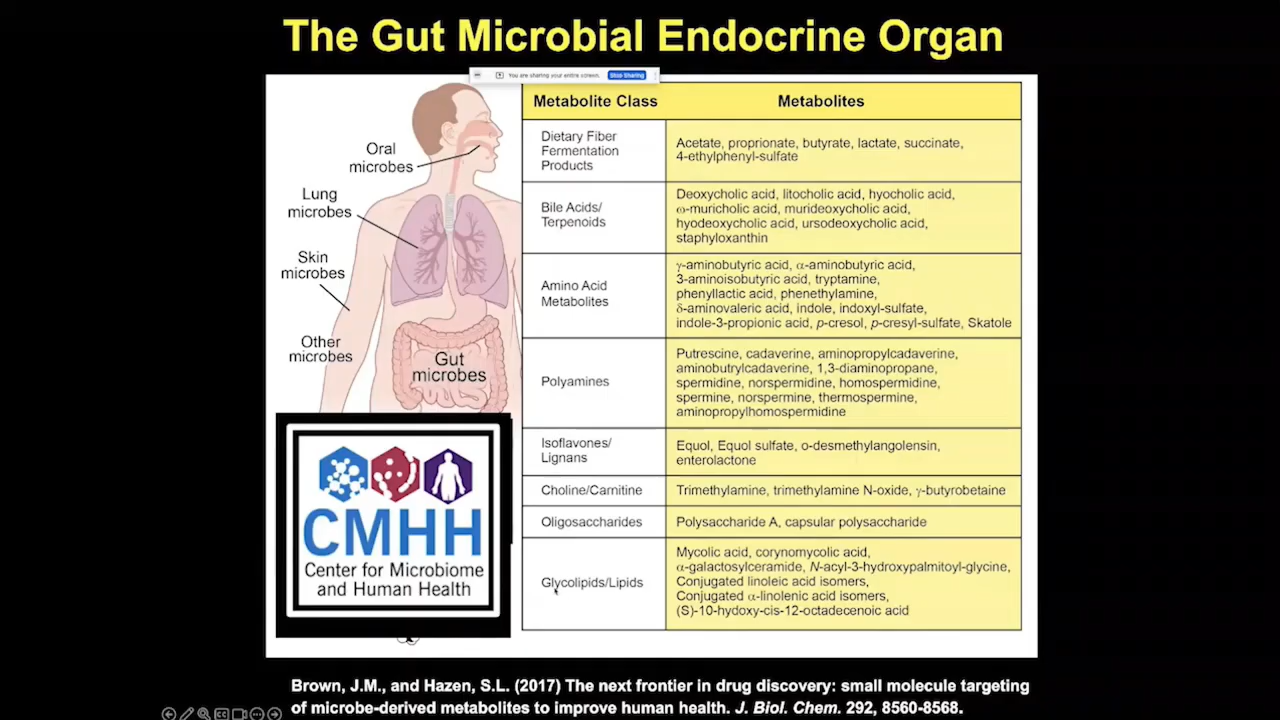 The Gut Microbial Endocrine Organ
You are sharing your entire screen.
Stop Sharing
Oral
microbes
Lung
microbes
Skin
microbes
Other
microbes
Gut
microbes
CMHH
Center for Microbiome
and Human Health
Metabolite Class
Metabolites
Dietary Fiber
Fermentation
Products
Acetate, proprionate, butyrate, lactate, succinate,
4-ethylphenyl-sulfate
Bile Acids/
Terpenoids
Deoxycholic acid, litocholic acid, hyocholic acid,
ω-muricholic acid, murideoxycholic acid,
hyodeoxycholic acid, ursodeoxycholic acid,
staphyloxanthin
Amino Acid
Metabolites
γ-aminobutyric acid, α-aminobutyric acid,
3-aminoisobutyric acid, tryptamine,
phenyllactic acid, phenethylamine,
δ-aminovaleric acid, indole, indoxyl-sulfate,
indole-3-propionic acid, p-cresol, p-cresyl-sulfate, Skatole
Polyamines
Putrescine, cadaverine, aminopropylcadaverine,
aminobutrylcadaverine, 1,3-diaminopropane,
spermidine, norspermidine, homospermidine,
spermine, norspermine, thermospermine,
aminopropylhomospermidine
Isoflavones/
Lignans
Equol, Equol sulfate, o-desmethylangolensin,
enterolactone
Choline/Carnitine
Trimethylamine, trimethylamine N-oxide, γ-butyrobetaine
Oligosaccharides
Polysaccharide A, capsular polysaccharide
Glycolipids/Lipids
Mycolic acid, corynomycolic acid,
α-galactosylceramide, N-acyl-3-hydroxypalmitoyl-glycine,
Conjugated linoleic acid isomers,
Conjugated α-linolenic acid isomers,
(S)-10-hydoxy-cis-12-octadecenoic acid
Brown, J.M., and Hazen, S.L. (2017) The next frontier in drug discovery: small molecule targeting
of microbe-derived metabolites to improve human health. J. Biol. Chem. 292, 8560-8568.